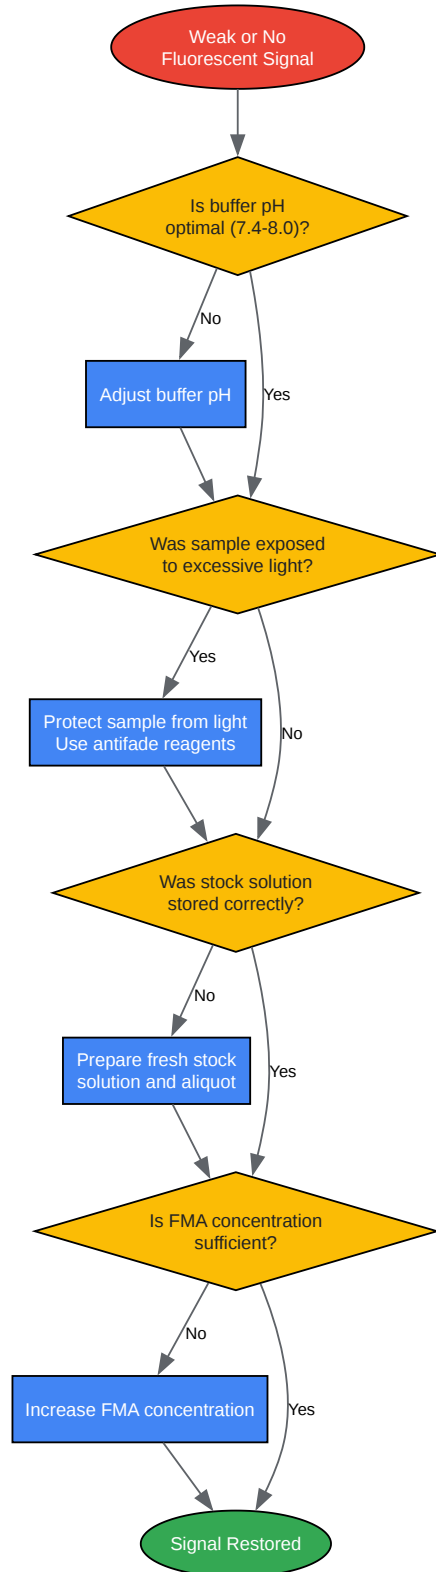 Weak or No
Fluorescent Signal
Is buffer pH
optimal (7.4-8.0)?
No
Adjust buffer pH
Yes
Was sample exposed
to excessive light?
Yes
Protect sample from light
Use antifade reagents
No
Was stock solution
stored correctly?
No
Prepare fresh stock
solution and aliquot
Yes
Is FMA concentration
sufficient?
No
Increase FMA concentration
Yes
Signal Restored